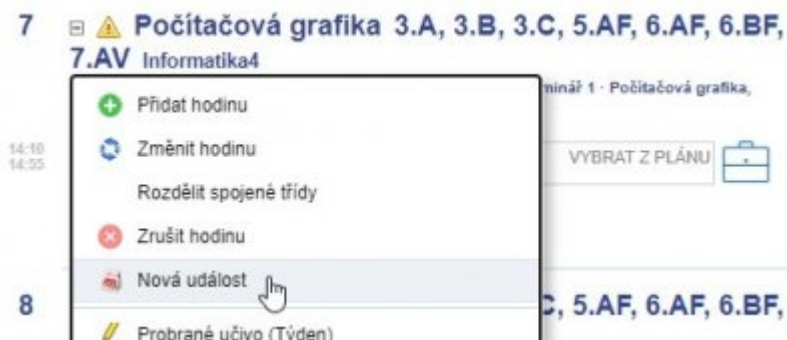 7 Počítačová grafika 3.A, 3.B, 3.C, 5.AF, 6.AF, 6.BF,
7.AV Informatika4
minář 1 · Počítačová grafika,
Přidat hodinu
14:10
Změnit hodinu
VYBRAT Z PLÁNU
14:55
Rozdělit spojené třídy
Zrušit hodinu
Nová událost
8 C, 5.AF, 6.AF, 6.BF,
Probrané učivo (Týden)